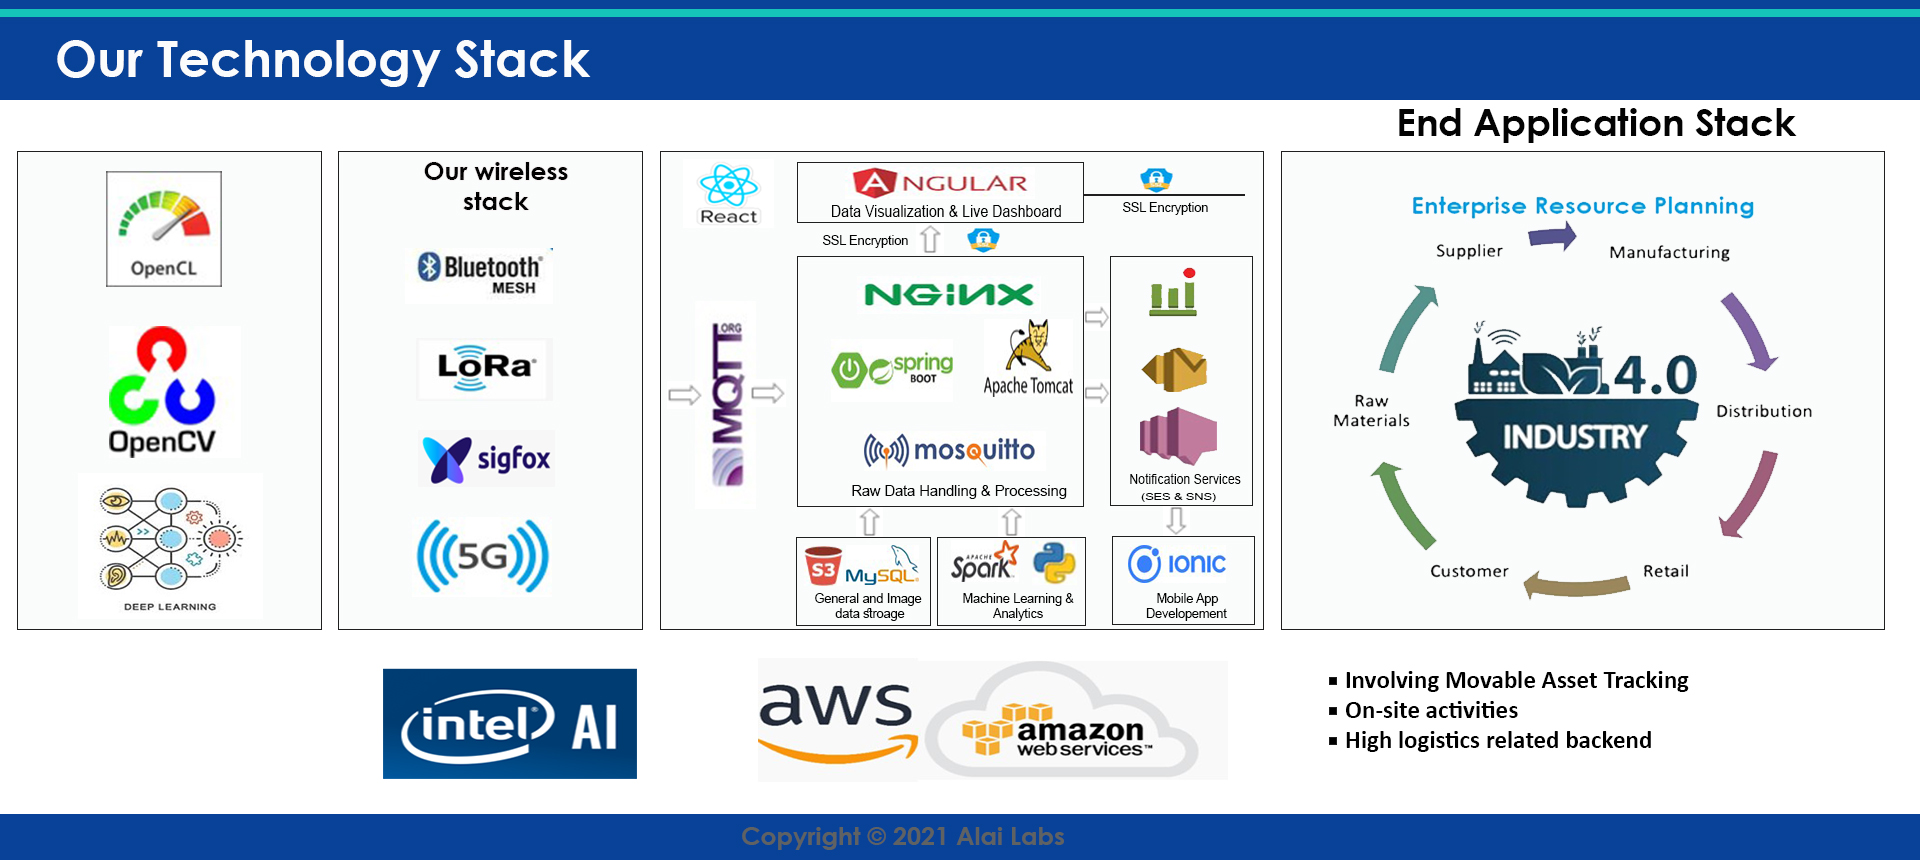 Our Technology Stack
End Application Stack
OpenCL
OpenCV
DEEP LEARNING
Our wireless
stack
Bluetooth®
MESH
LoRa®
sigfox
5G
React
ANGULAR
Data Visualization & Live Dashboard
SSL Encryption
SSL Encryption
MQTT.ORG
NGINX
spring
BOOT
Apache Tomcat
mosquitto
Raw Data Handling & Processing
Notification Services
(SES & SNS)
S3
MySQL®
General and Image
data stroage
APACHE
Spark™
Machine Learning &
Analytics
IONIC
Mobile App
Developement
Enterprise Resource Planning
Supplier
Manufacturing
Raw
Materials
4.0
INDUSTRY
Distribution
Customer
Retail
intel AI
aws
amazon
web services™
▪ Involving Movable Asset Tracking
▪ On-site activities
▪ High logistics related backend
Copyright © 2021 Alai Labs